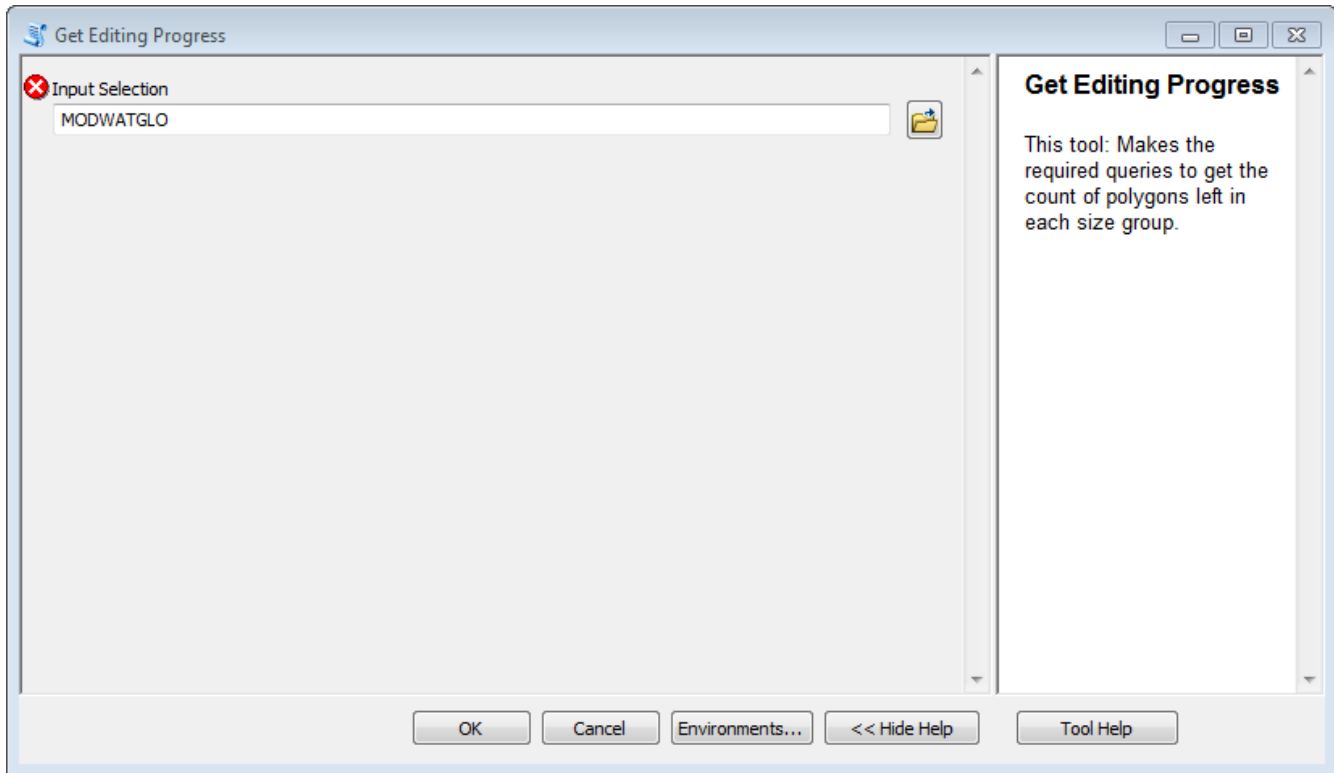 Get Editing Progress
Input Selection
MODWATGLO
Get Editing Progress
This tool: Makes the
required queries to get the
count of polygons left in
each size group.
OK Cancel Environments... << Hide Help Tool Help